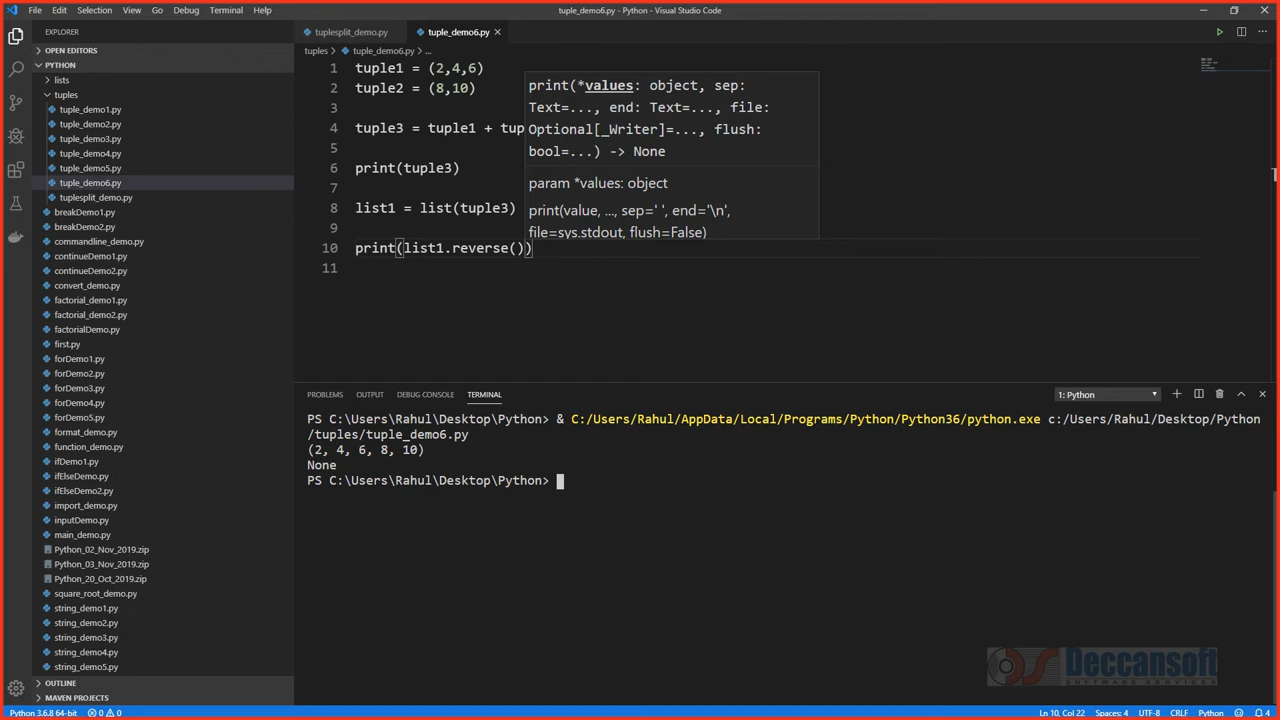 File Edit Selection View Go Debug Terminal Help
tuple_demo6.py - Python - Visual Studio Code
EXPLORER
OPEN EDITORS
PYTHON
lists
tuples
tuple_demo1.py
tuple_demo2.py
tuple_demo3.py
tuple_demo4.py
tuple_demo5.py
tuple_demo6.py
tuplesplit_demo.py
breakDemo1.py
breakDemo2.py
commandline_demo.py
continueDemo1.py
continueDemo2.py
convert_demo.py
factorial_demo1.py
factorial_demo2.py
factorialDemo.py
first.py
forDemo1.py
forDemo2.py
forDemo3.py
forDemo4.py
forDemo5.py
format_demo.py
function_demo.py
ifDemo1.py
ifElseDemo.py
ifElseDemo2.py
import_demo.py
inputDemo.py
main_demo.py
Python_02_Nov_2019.zip
Python_03_Nov_2019.zip
Python_20_Oct_2019.zip
square_root_demo.py
string_demo1.py
string_demo2.py
string_demo3.py
string_demo4.py
string_demo5.py
OUTLINE
MAVEN PROJECTS
tuplesplit_demo.py tuple_demo6.py
tuples > tuple_demo6.py > ...
1 tuple1 = (2,4,6)
2 tuple2 = (8,10)
3
4 tuple3 = tuple1 + tup
5
6 print(tuple3)
7
8 list1 = list(tuple3)
9
10 print(list1.reverse())
11
print(*values: object, sep:
Text=..., end: Text=..., file:
Optional[_Writer]=..., flush:
bool=...) -> None
param *values: object
print(value, ..., sep=' ', end='\n',
file=sys.stdout, flush=False)
PROBLEMS OUTPUT DEBUG CONSOLE TERMINAL
1: Python
PS C:\Users\Rahul\Desktop\Python> & C:/Users/Rahul/AppData/Local/Programs/Python/Python36/python.exe c:/Users/Rahul/Desktop/Python
/tuples/tuple_demo6.py
(2, 4, 6, 8, 10)
None
PS C:\Users\Rahul\Desktop\Python>
Deccansoft
SOFTWARE SERVICES
Python 3.6.8 64-bit 0 0
Ln 10, Col 22 Spaces: 4 UTF-8 CRLF Python 4